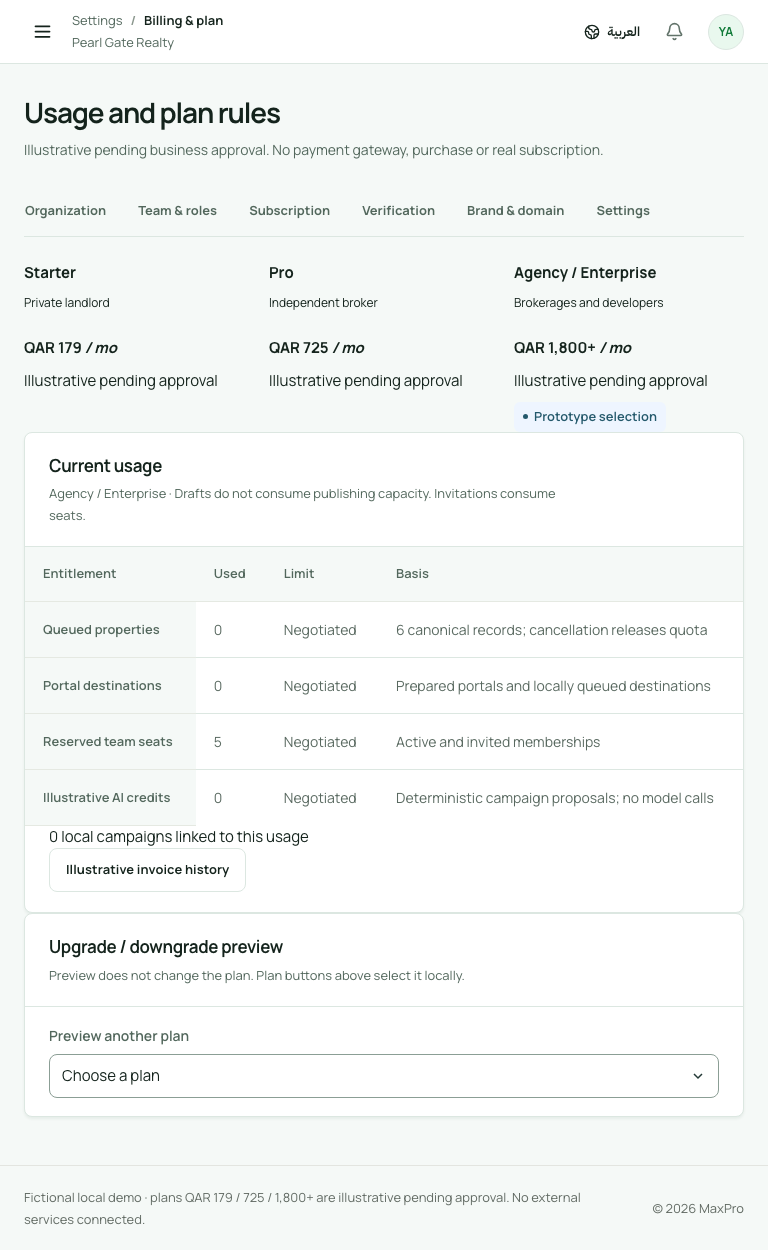 Settings / Billing & plan
Pearl Gate Realty
العربية
YA
Usage and plan rules
Illustrative pending business approval. No payment gateway, purchase or real subscription.
Organization Team & roles Subscription Verification Brand & domain Settings
Starter
Private landlord
QAR 179 / mo
Illustrative pending approval
Pro
Independent broker
QAR 725 / mo
Illustrative pending approval
Agency / Enterprise
Brokerages and developers
QAR 1,800+ / mo
Illustrative pending approval
Prototype selection
Current usage
Agency / Enterprise · Drafts do not consume publishing capacity. Invitations consume
seats.
Entitlement Used Limit Basis
Queued properties 0 Negotiated 6 canonical records; cancellation releases quota
Portal destinations 0 Negotiated Prepared portals and locally queued destinations
Reserved team seats 5 Negotiated Active and invited memberships
Illustrative AI credits 0 Negotiated Deterministic campaign proposals; no model calls
0 local campaigns linked to this usage
Illustrative invoice history
Upgrade / downgrade preview
Preview does not change the plan. Plan buttons above select it locally.
Preview another plan
Choose a plan
Fictional local demo · plans QAR 179 / 725 / 1,800+ are illustrative pending approval. No external
services connected.
© 2026 MaxPro